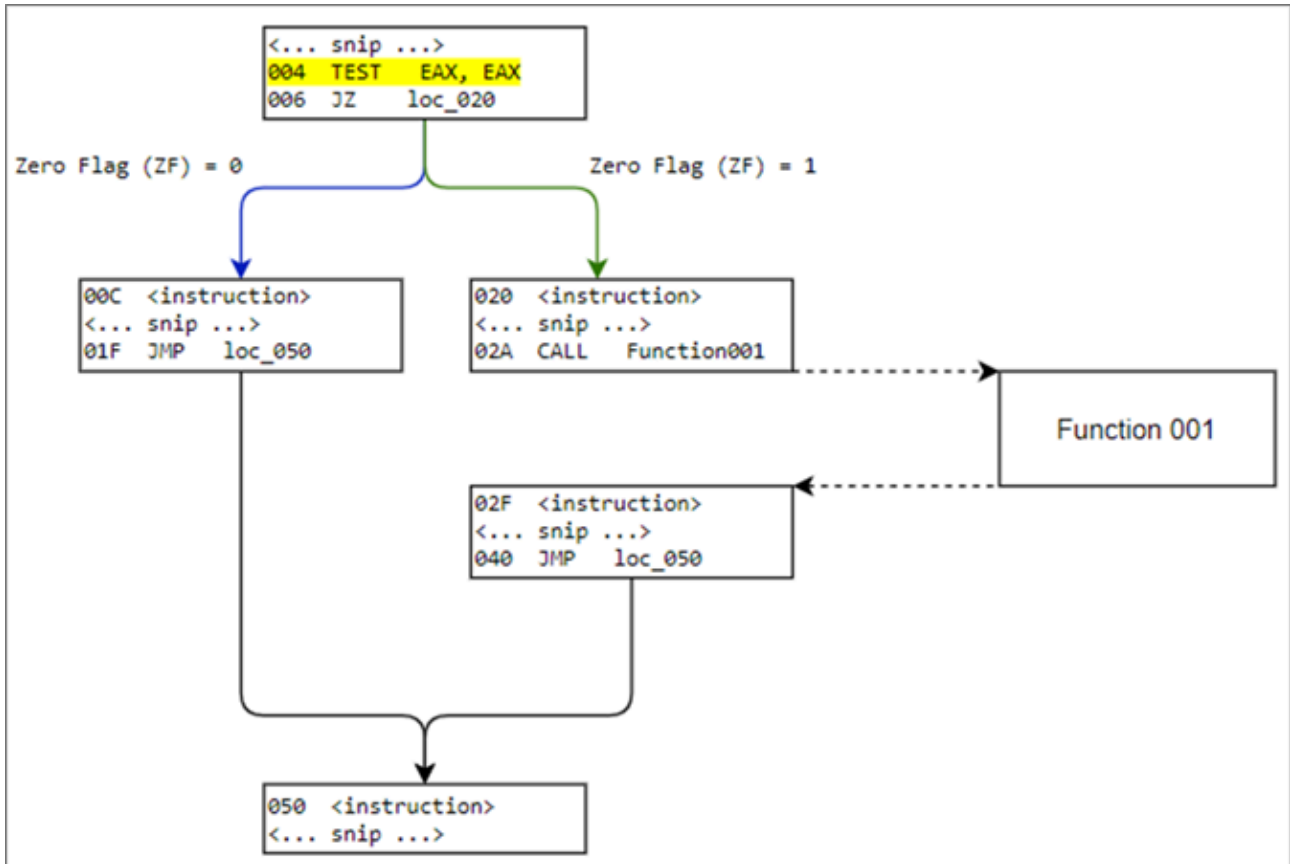 <... snip ...>
004 TEST EAX, EAX
006 JZ loc_020
Zero Flag (ZF) = 0
Zero Flag (ZF) = 1
00C <instruction>
<... snip ...>
01F JMP loc_050
020 <instruction>
<... snip ...>
02A CALL Function001
Function 001
02F <instruction>
<... snip ...>
040 JMP loc_050
050 <instruction>
<... snip ...>